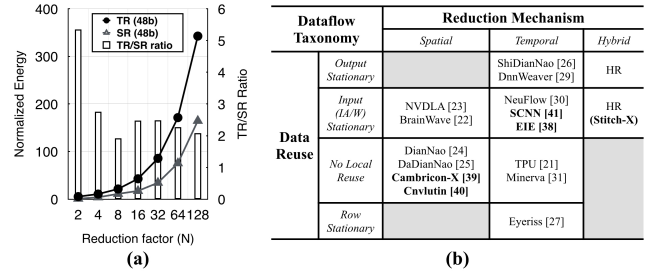 (a)
400
300
200
100
0
Normalized Energy
TR (48b)
SR (48b)
TR/SR ratio
6
5
4
3
2
1
0
TR/SR Ratio
2 4 8 16 32 64 128
Reduction factor (N)
(a)
Dataflow Taxonomy
Reduction Mechanism
Spatial Temporal Hybrid
Data Reuse
Output Stationary
ShiDianNao [26]
DnnWeaver [29]
HR
Input (IA/W) Stationary
NVDLA [23]
BrainWave [22]
NeuFlow [30]
SCNN [41]
EIE [38]
HR
(Stitch-X)
No Local Reuse
DianNao [24]
DaDianNao [25]
Cambricon-X [39]
Cnvlutin [40]
TPU [21]
Minerva [31]
Row Stationary
Eyeriss [27]
(b)